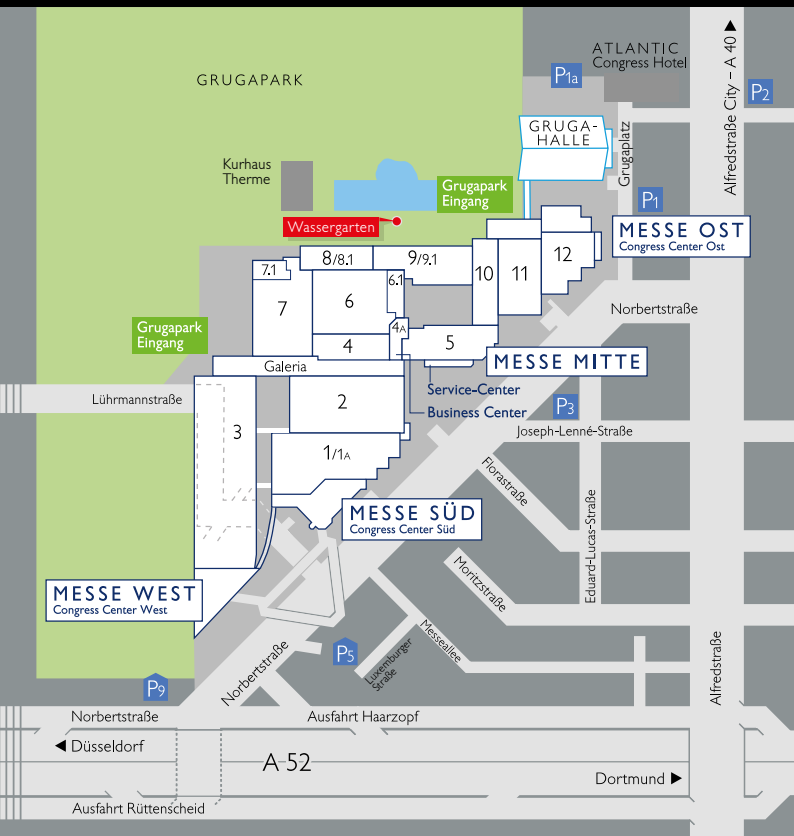 ATLANTIC
Congress Hotel
P1a
Alfredstraße City – A 40
P2
GRUGAPARK
GRUGA-
HALLE
Grugaplatz
Kurhaus
Therme
Grugapark
Eingang
P1
Wassergarten
MESSE OST
Congress Center Ost
7.1
8/8.1
9/9.1
10
11
12
6.1
7
6
4A
5
4
Norbertstraße
Grugapark
Eingang
MESSE MITTE
Galeria
Service-Center
Business Center
Lührmannstraße
2
3
P3
Joseph-Lenné-Straße
1/1A
Florastraße
Eduard-Lucas-Straße
MESSE SÜD
Congress Center Süd
Moritzstraße
MESSE WEST
Congress Center West
Messeallee
P5
Luxemburger
Straße
Norbertstraße
Alfredstraße
P9
Norbertstraße
Ausfahrt Haarzopf
Düsseldorf
A 52
Dortmund
Ausfahrt Rüttenscheid